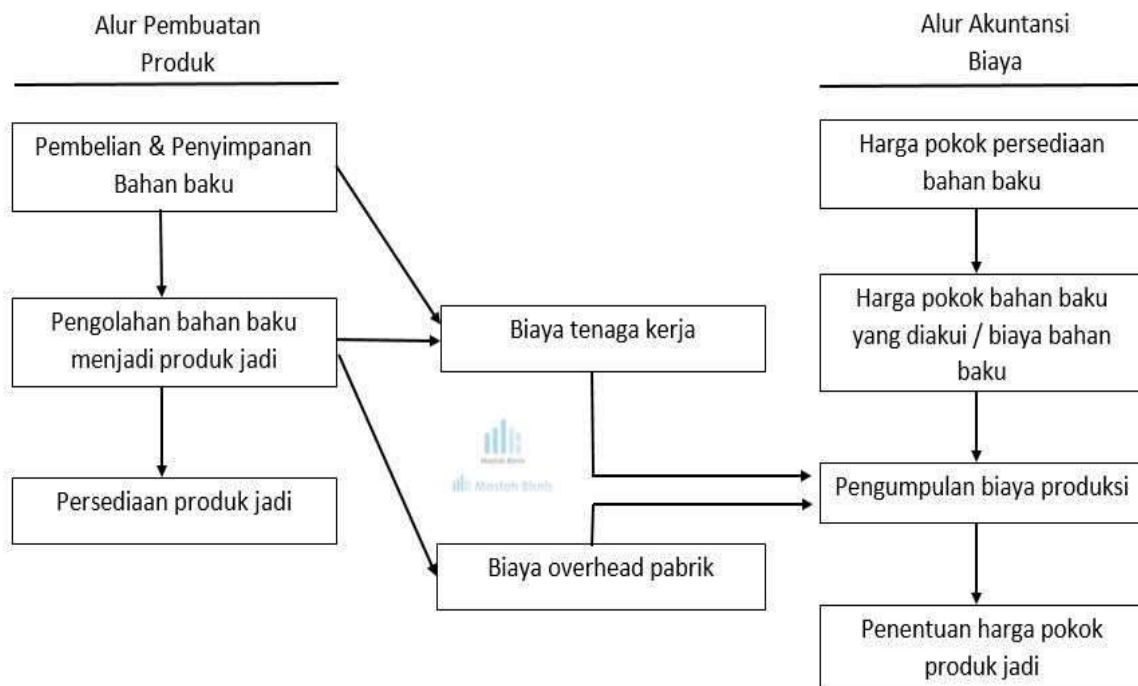 Alur Pembuatan
Produk
Alur Akuntansi
Biaya
Pembelian & Penyimpanan
Bahan baku
Harga pokok persediaan
bahan baku
Pengolahan bahan baku
menjadi produk jadi
Biaya tenaga kerja
Harga pokok bahan baku
yang diakui / biaya bahan
baku
Persediaan produk jadi
Pengumpulan biaya produksi
Biaya overhead pabrik
Penentuan harga pokok
produk jadi